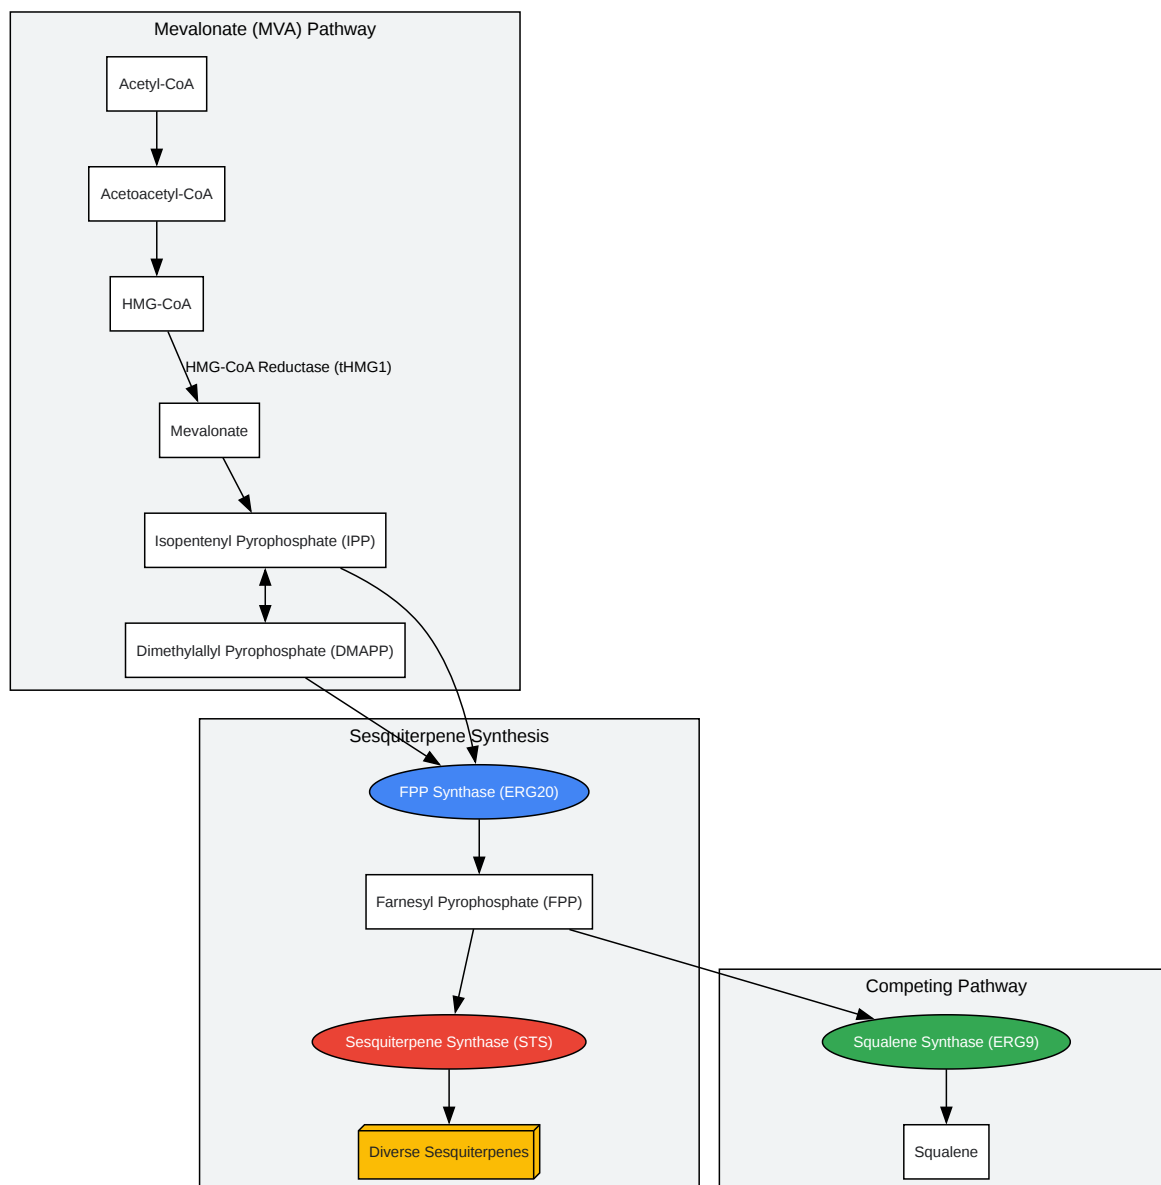 Mevalonate (MVA) Pathway
Acetyl-CoA
Acetoacetyl-CoA
HMG-CoA
HMG-CoA Reductase (tHMG1)
Mevalonate
Isopentenyl Pyrophosphate (IPP)
Dimethylallyl Pyrophosphate (DMAPP)
Sesquiterpene Synthesis
FPP Synthase (ERG20)
Farnesyl Pyrophosphate (FPP)
Competing Pathway
Sesquiterpene Synthase (STS)
Squalene Synthase (ERG9)
Diverse Sesquiterpenes
Squalene